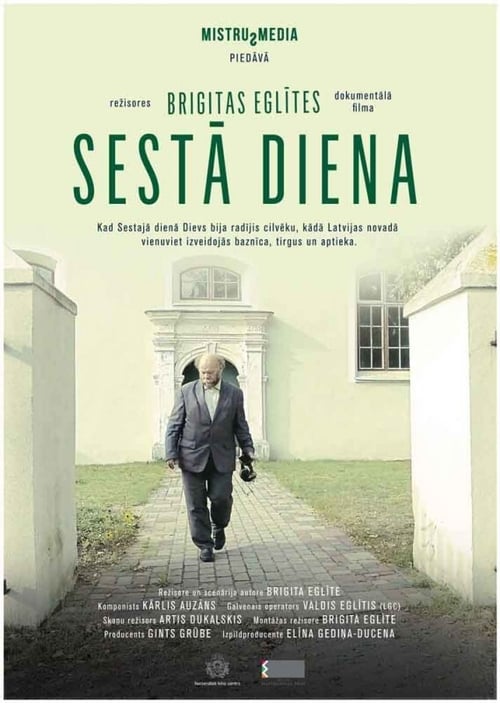 MISTRUS MEDIA
PIEDĀVĀ
režisores BRIGITAS EGLĪTES dokumentālā filma
SESTĀ DIENA
Kad Sestajā dienā Dievs bija radījis cilvēku, kādā Latvijas novadā
vienuviet izveidojās baznīca, tirgus un aptieka.
Režisore un scenārija autore BRIGITA EGLĪTE
Komponists KĀRLIS AUZĀNS Galvenais operators VALDIS EGLĪTIS (LGC)
Skaņu režisors ARTIS DUKAĻSKIS Montāžas režisore BRIGITA EGLĪTE
Producents GINTS GRŪBE Izpildproducente ELĪNA GEDIŅA-DUCENA